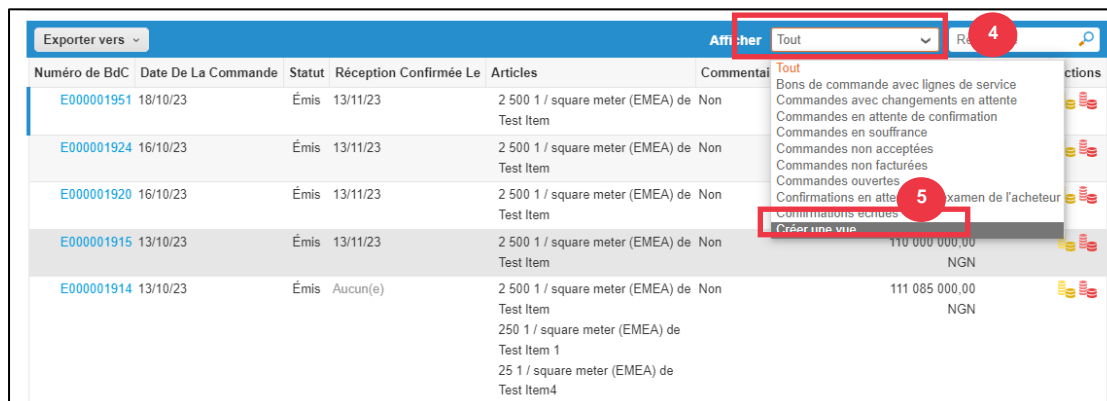 Exporter vers
Afficher Tout
4
Numéro de BdC Date De La Commande Statut Réception Confirmée Le Articles
Tout
Bons de commande avec lignes de service
Commandes avec changements en attente
Commandes en attente de confirmation
Commandes en souffrance
Commandes non acceptées
Commandes non facturées
Commandes ouvertes
Confirmations en examen de l'acheteur
5
Confirmations échues
Créer une vue
E000001951 18/10/23 Émis 13/11/23 2 500 1 / square meter (EMEA) de Non
Test Item
E000001924 16/10/23 Émis 13/11/23 2 500 1 / square meter (EMEA) de Non
Test Item
E000001920 16/10/23 Émis 13/11/23 2 500 1 / square meter (EMEA) de Non
Test Item
E000001915 13/10/23 Émis 13/11/23 2 500 1 / square meter (EMEA) de Non 110 000 000,00
Test Item NGN
E000001914 13/10/23 Émis Aucun(e) 2 500 1 / square meter (EMEA) de Non 111 085 000,00
Test Item NGN
250 1 / square meter (EMEA) de
Test Item 1
25 1 / square meter (EMEA) de
Test Item4